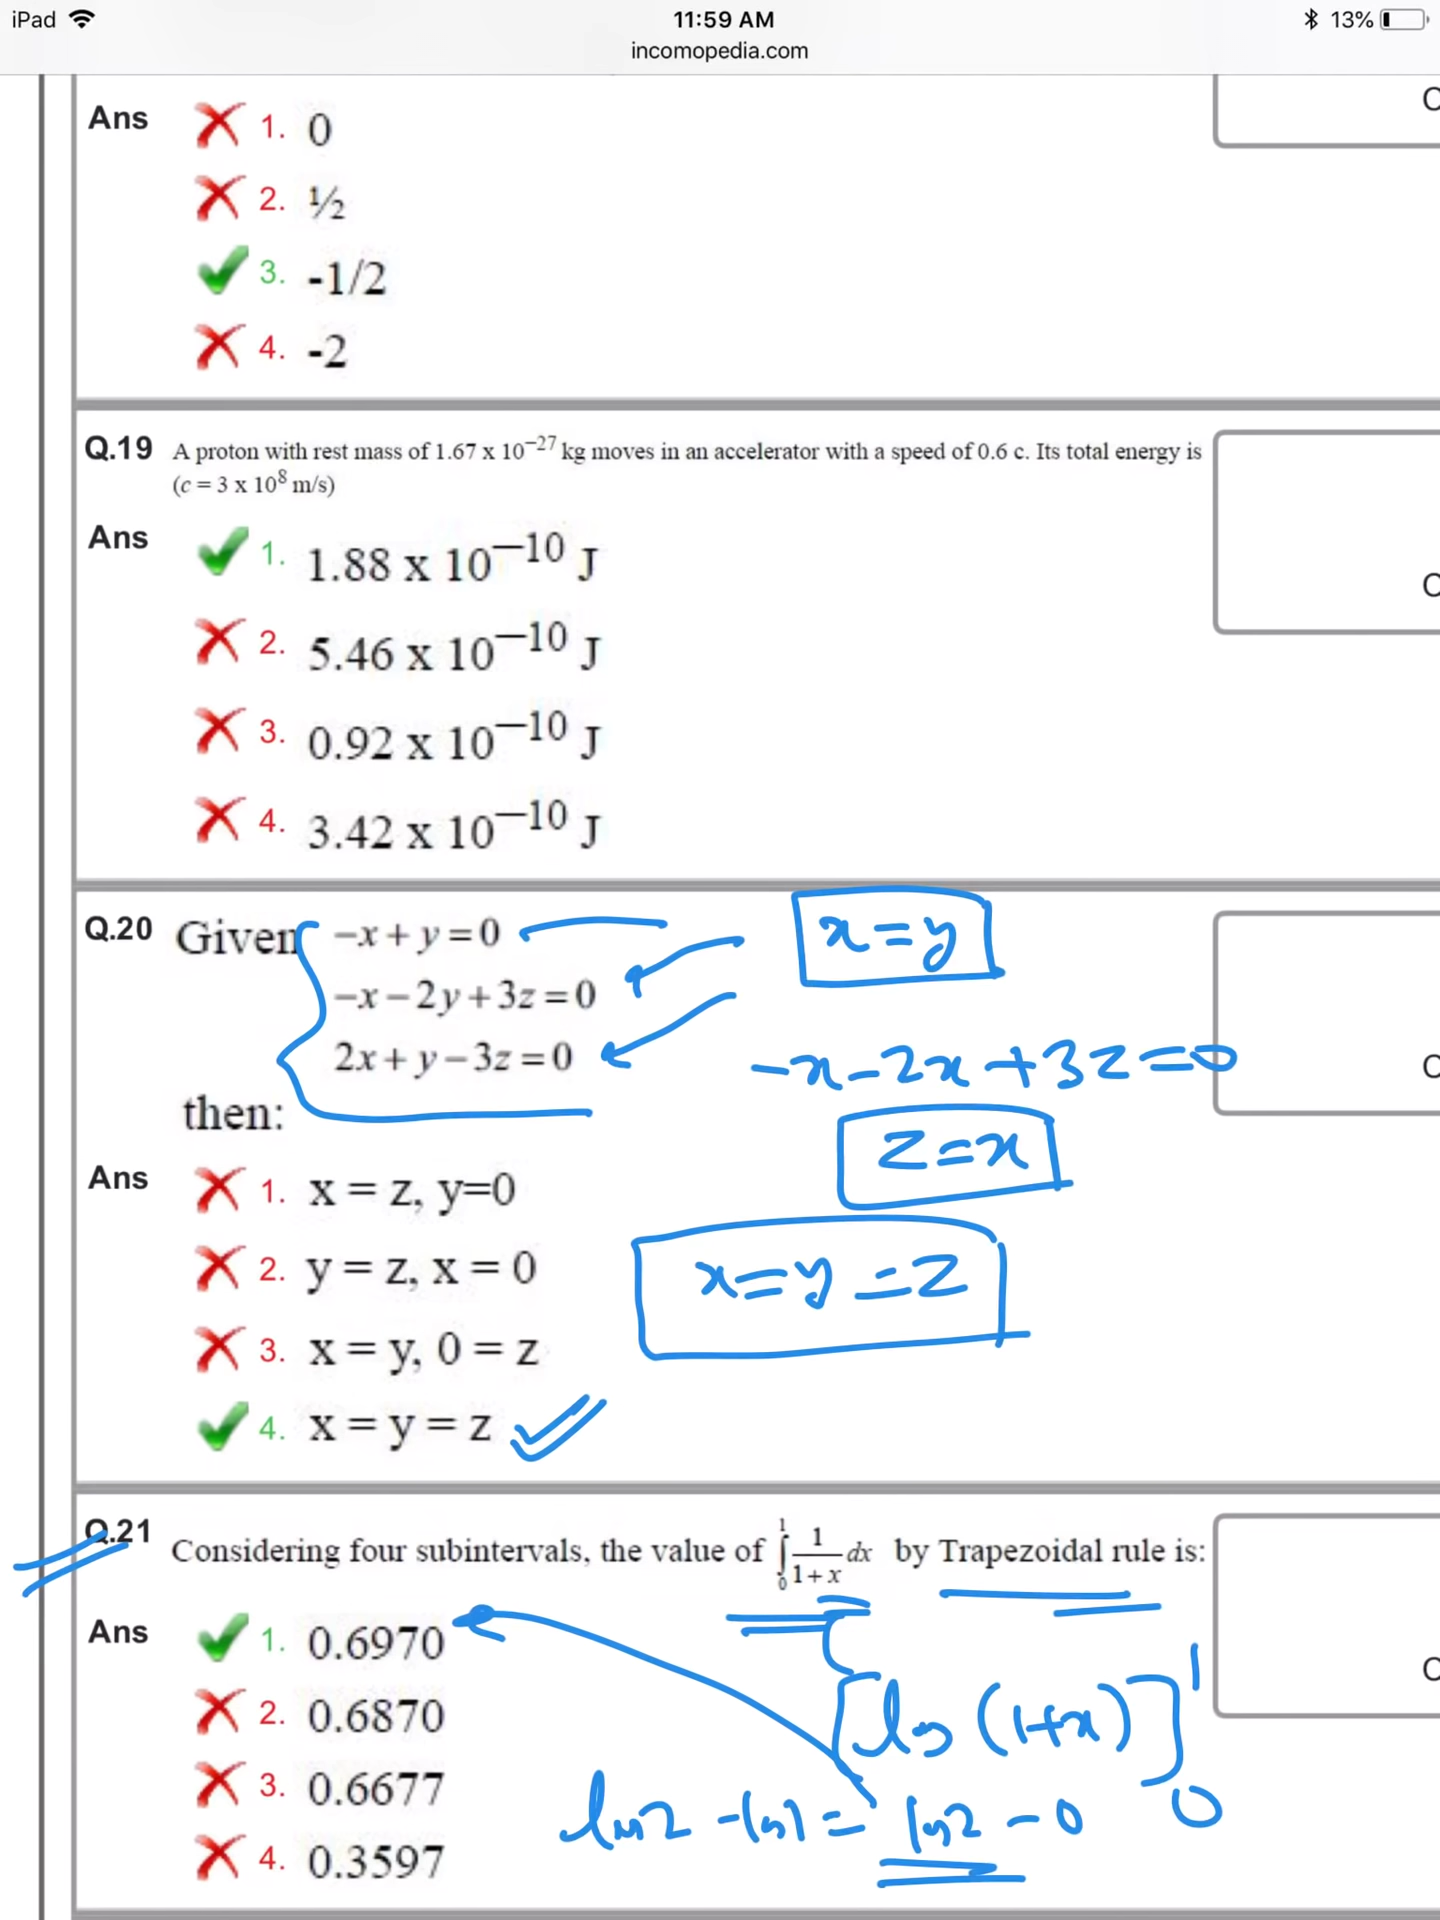 iPad 11:59 AM 13%
incomopedia.com
Ans 1. 0
2. ½
3. -1/2
4. -2
C
Q.19 A proton with rest mass of 1.67 x 10⁻²⁷ kg moves in an accelerator with a speed of 0.6 c. Its total energy is
(c = 3 x 10⁸ m/s)
Ans 1. 1.88 x 10⁻¹⁰ J
C
2. 5.46 x 10⁻¹⁰ J
3. 0.92 x 10⁻¹⁰ J
4. 3.42 x 10⁻¹⁰ J
Q.20 Given -x + y = 0
x = y
-x - 2y + 3z = 0
2x + y - 3z = 0
-x - 2x + 3z = 0
C
then:
z = x
Ans 1. x = z, y=0
2. y = z, x = 0
x = y = z
3. x = y, 0 = z
4. x = y = z
Q.21 Considering four subintervals, the value of ∫₀¹ 1/(1+x) dx by Trapezoidal rule is:
Ans 1. 0.6970
C
[ln (1+x)]₀¹
2. 0.6870
3. 0.6677
ln2 - ln1 = ln2 - 0
4. 0.3597